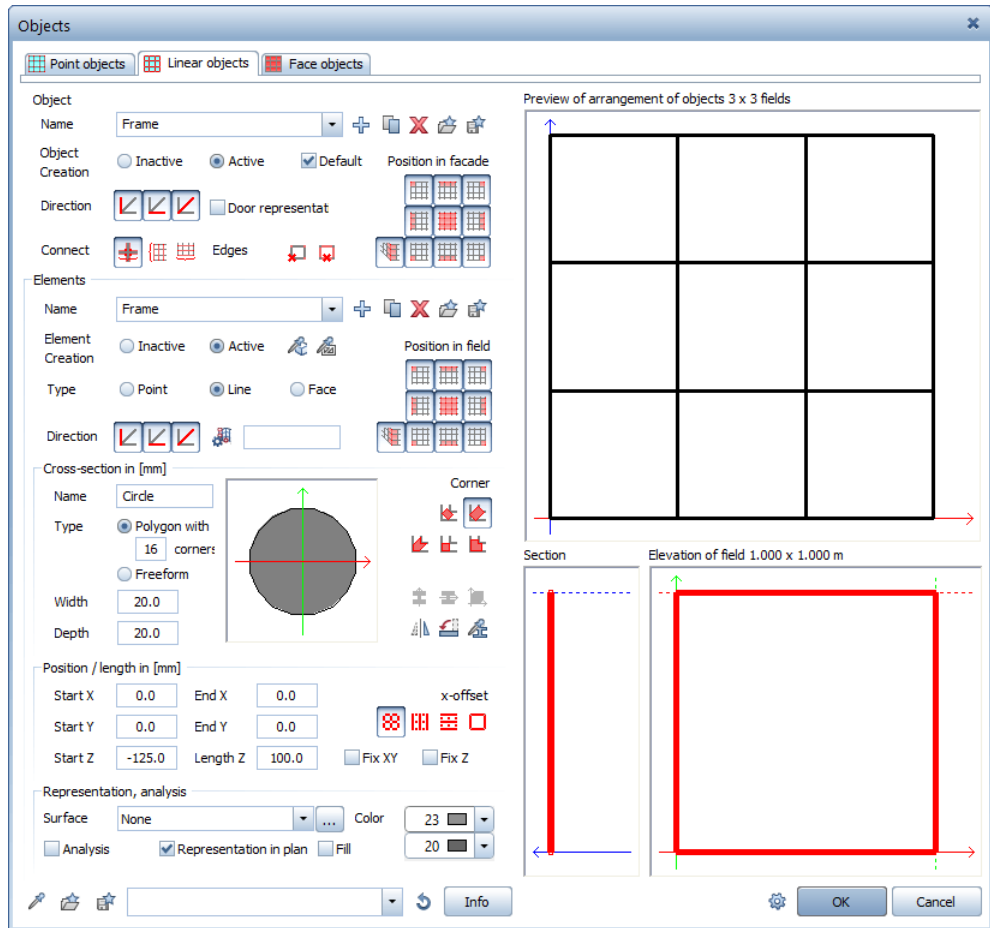 Objects
Point objects Linear objects Face objects
Object
Preview of arrangement of objects 3 x 3 fields
Name Frame
Object Creation Inactive Active Default Position in facade
Direction Door representat
Connect Edges
Elements
Name Frame
Element Creation Inactive Active Position in field
Type Point Line Face
Direction
Cross-section in [mm]
Corner
Name Circle
Type Polygon with
16 corners
Freeform
Width 20.0
Depth 20.0
Section Elevation of field 1.000 x 1.000 m
Position / length in [mm]
Start X 0.0 End X 0.0 x-offset
Start Y 0.0 End Y 0.0
Start Z -125.0 Length Z 100.0 Fix XY Fix Z
Representation, analysis
Surface None ... Color 23
Analysis Representation in plan Fill 20
Info OK Cancel